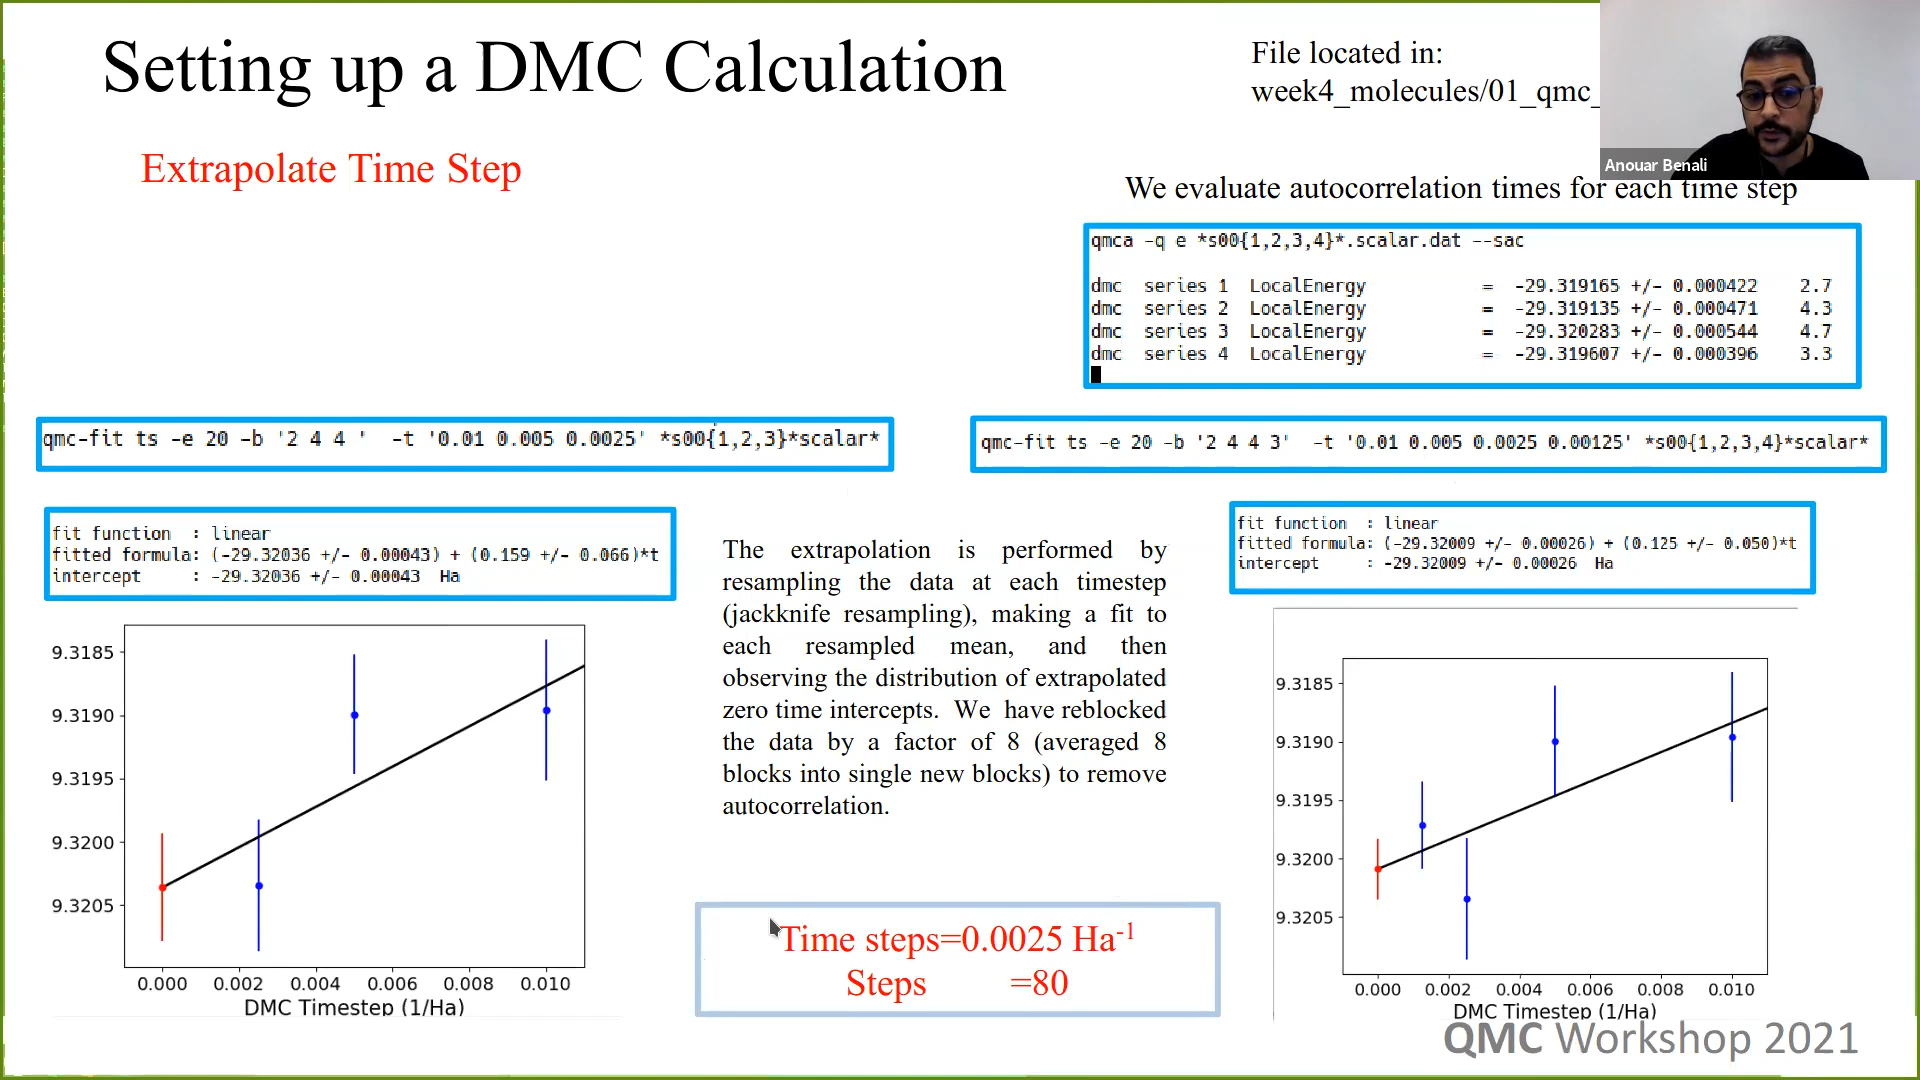 Setting up a DMC Calculation
File located in:
week4_molecules/01_qmc_
Anouar Benali
Extrapolate Time Step
We evaluate autocorrelation times for each time step
qmca -q e *s00{1,2,3,4}*.scalar.dat --sac
dmc series 1 LocalEnergy = -29.319165 +/- 0.000422 2.7
dmc series 2 LocalEnergy = -29.319135 +/- 0.000471 4.3
dmc series 3 LocalEnergy = -29.320283 +/- 0.000544 4.7
dmc series 4 LocalEnergy = -29.319607 +/- 0.000396 3.3
qmc-fit ts -e 20 -b '2 4 4 ' -t '0.01 0.005 0.0025' *s00{1,2,3}*scalar*
qmc-fit ts -e 20 -b '2 4 4 3' -t '0.01 0.005 0.0025 0.00125' *s00{1,2,3,4}*scalar*
fit function : linear
fitted formula: (-29.32036 +/- 0.00043) + (0.159 +/- 0.066)*t
intercept : -29.32036 +/- 0.00043 Ha
The extrapolation is performed by
resampling the data at each timestep
(jackknife resampling), making a fit to
each resampled mean, and then
observing the distribution of extrapolated
zero time intercepts. We have reblocked
the data by a factor of 8 (averaged 8
blocks into single new blocks) to remove
autocorrelation.
fit function : linear
fitted formula: (-29.32009 +/- 0.00026) + (0.125 +/- 0.050)*t
intercept : -29.32009 +/- 0.00026 Ha
9.3185
9.3190
9.3195
9.3200
9.3205
0.000 0.002 0.004 0.006 0.008 0.010
DMC Timestep (1/Ha)
Time steps=0.0025 Ha⁻¹
Steps =80
9.3185
9.3190
9.3195
9.3200
9.3205
0.000 0.002 0.004 0.006 0.008 0.010
DMC Timestep (1/Ha)
QMC Workshop 2021